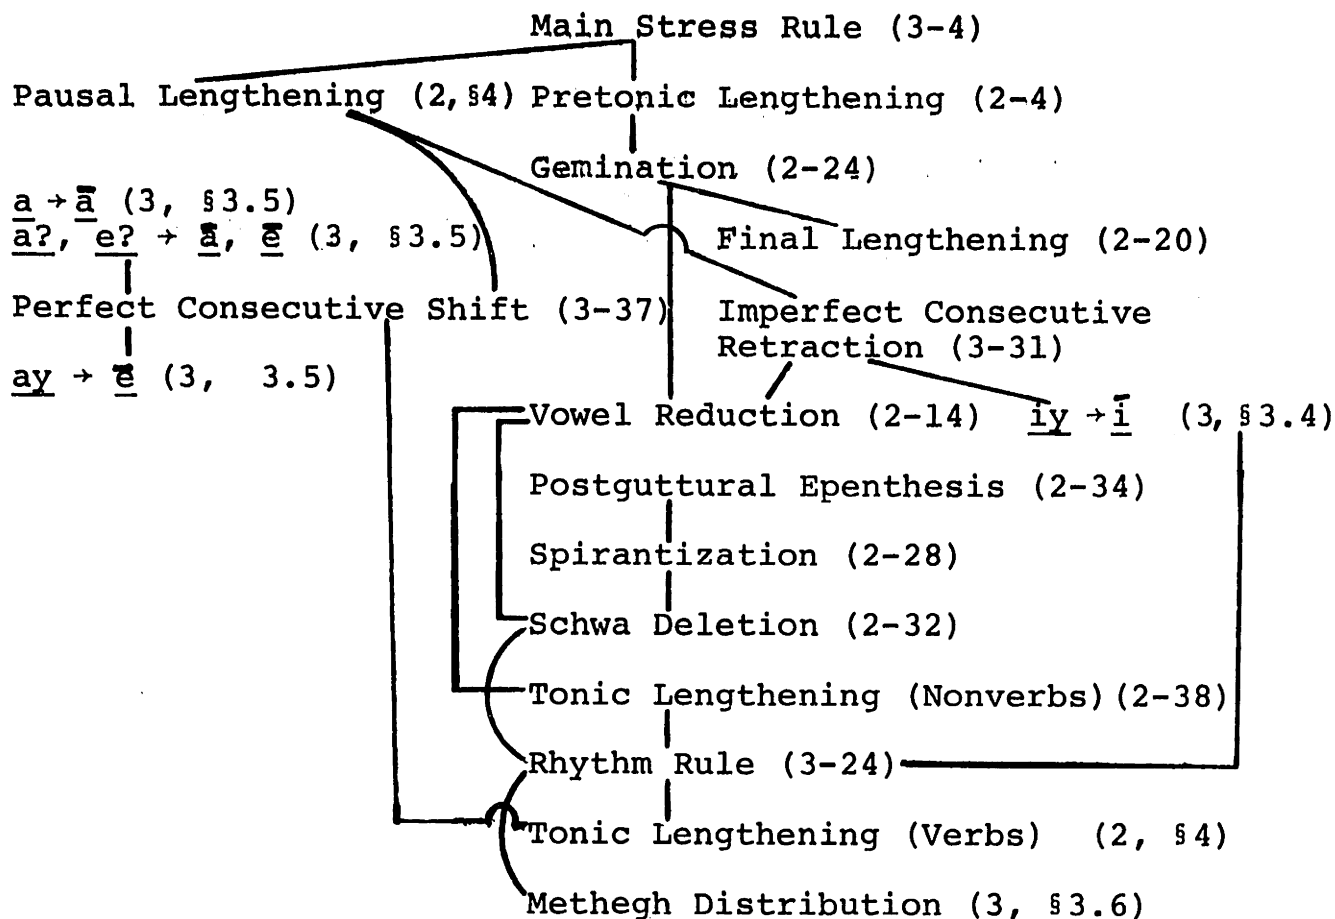 Main Stress Rule (3-4)
Pausal Lengthening (2,§4) Pretonic Lengthening (2-4)
Gemination (2-24)
a → ā (3, §3.5)
a?, e? → ā, ē (3, §3.5)
Final Lengthening (2-20)
Perfect Consecutive Shift (3-37)
Imperfect Consecutive
Retraction (3-31)
ay → ē (3, 3.5)
Vowel Reduction (2-14) iy → ī (3, §3.4)
Postguttural Epenthesis (2-34)
Spirantization (2-28)
Schwa Deletion (2-32)
Tonic Lengthening (Nonverbs) (2-38)
Rhythm Rule (3-24)
Tonic Lengthening (Verbs) (2, §4)
Methegh Distribution (3, §3.6)